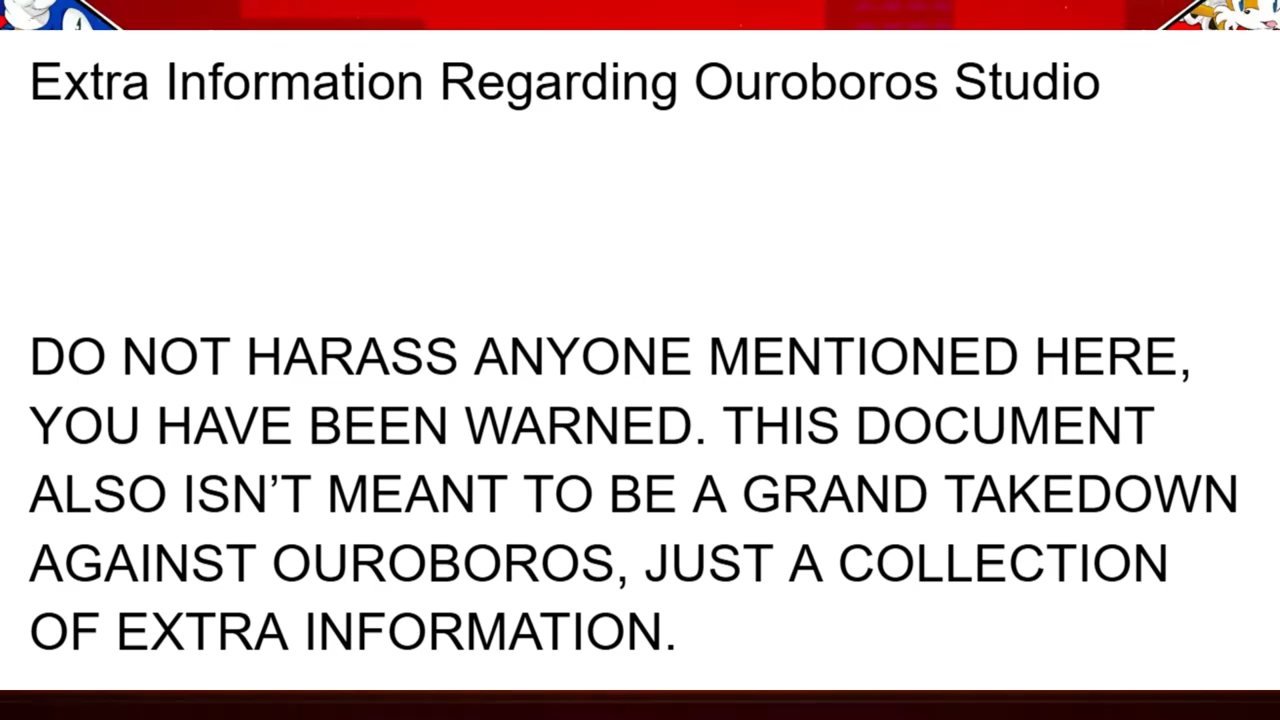 Extra Information Regarding Ouroboros Studio
DO NOT HARASS ANYONE MENTIONED HERE,
YOU HAVE BEEN WARNED. THIS DOCUMENT
ALSO ISN’T MEANT TO BE A GRAND TAKEDOWN
AGAINST OUROBOROS, JUST A COLLECTION
OF EXTRA INFORMATION.